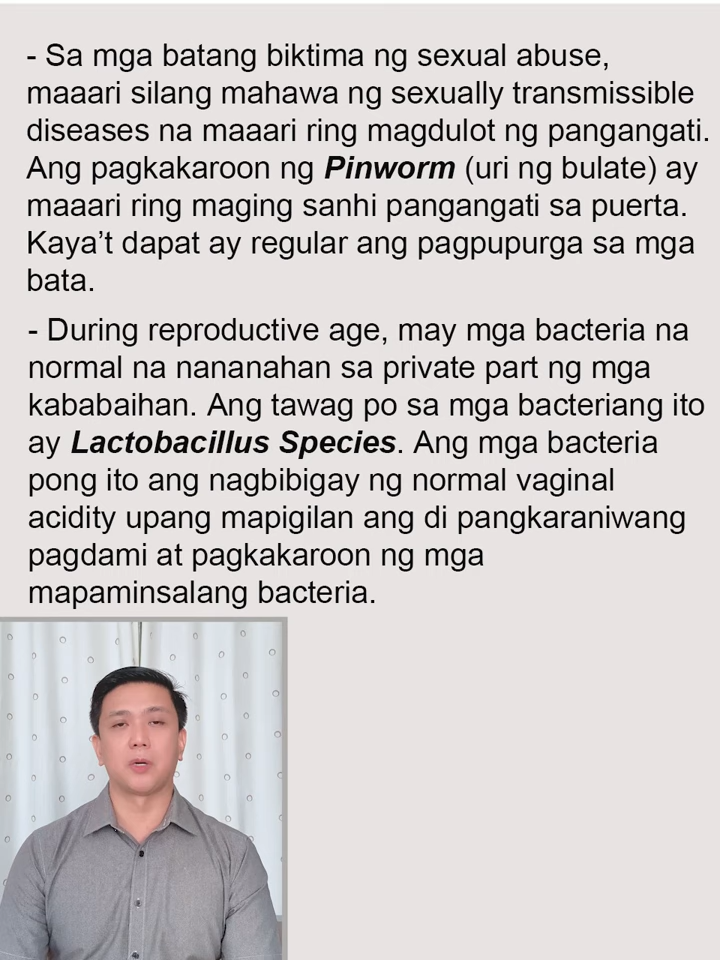 - Sa mga batang biktima ng sexual abuse,
maaari silang mahawa ng sexually transmissible
diseases na maaari ring magdulot ng pangangati.
Ang pagkakaroon ng Pinworm (uri ng bulate) ay
maaari ring maging sanhi pangangati sa puerta.
Kaya’t dapat ay regular ang pagpupurga sa mga
bata.
- During reproductive age, may mga bacteria na
normal na nananahan sa private part ng mga
kababaihan. Ang tawag po sa mga bacteriang ito
ay Lactobacillus Species. Ang mga bacteria
pong ito ang nagbibigay ng normal vaginal
acidity upang mapigilan ang di pangkaraniwang
pagdami at pagkakaroon ng mga
mapaminsalang bacteria.